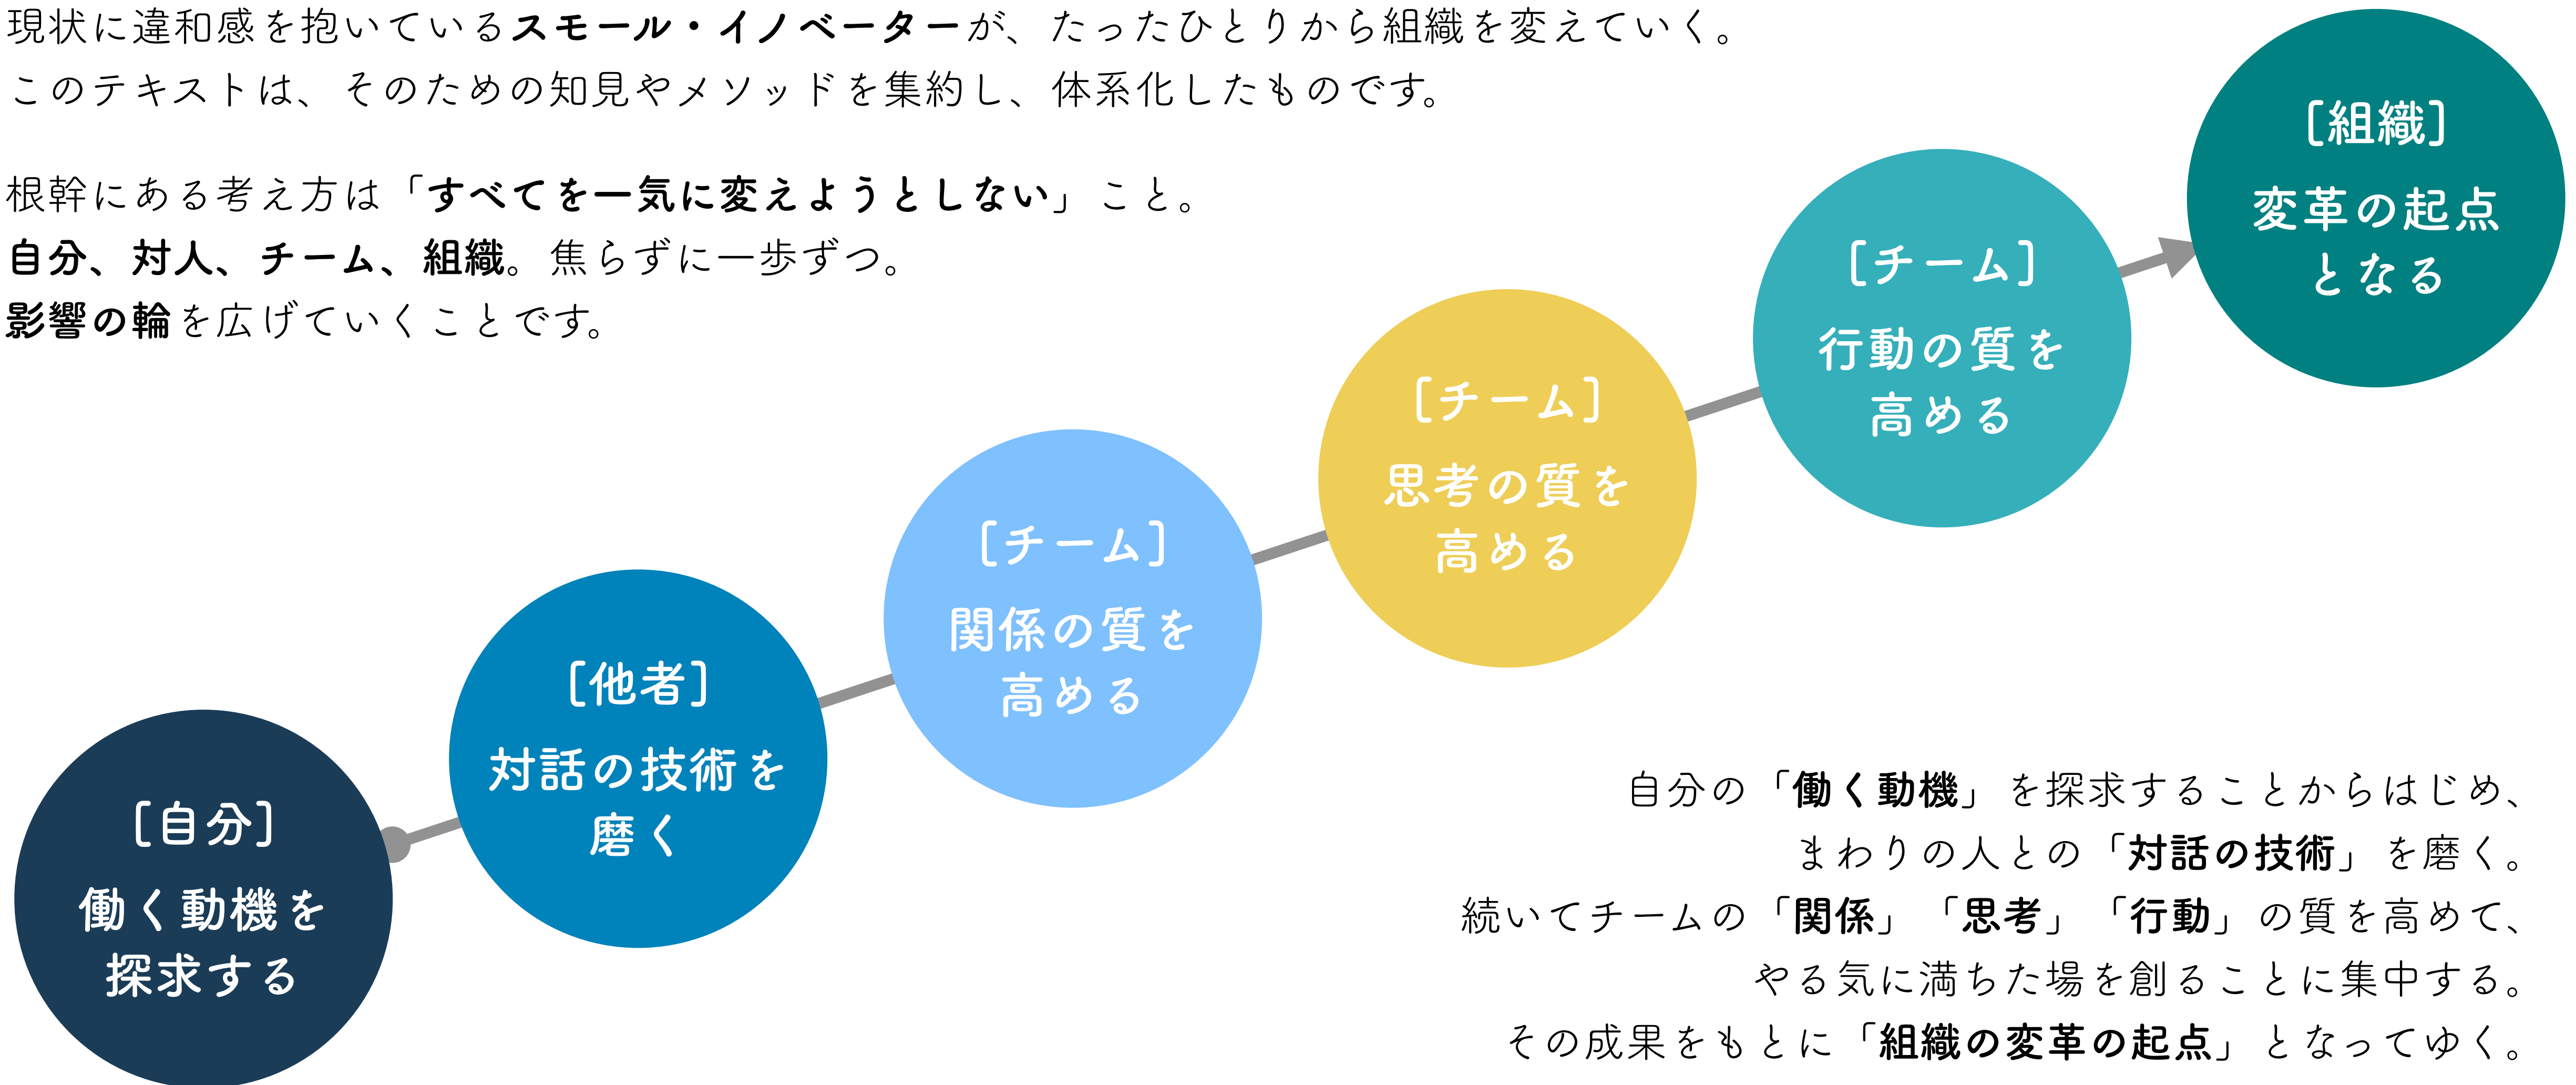 現状に違和感を抱いているスモール・イノベーターが、たったひとりから組織を変えていく。
このテキストは、そのための知見やメソッドを集約し、体系化したものです。
根幹にある考え方は「すべてを一気に変えようとしない」こと。
自分、対人、チーム、組織。焦らずに一歩ずつ。
影響の輪を広げていくことです。
[自分]
働く動機を
探求する
[他者]
対話の技術を
磨く
[チーム]
関係の質を
高める
[チーム]
思考の質を
高める
[チーム]
行動の質を
高める
[組織]
変革の起点
となる
自分の「働く動機」を探求することからはじめ、
まわりの人との「対話の技術」を磨く。
続いてチームの「関係」「思考」「行動」の質を高めて、
やる気に満ちた場を創ることに集中する。
その成果をもとに「組織の変革の起点」となってゆく。